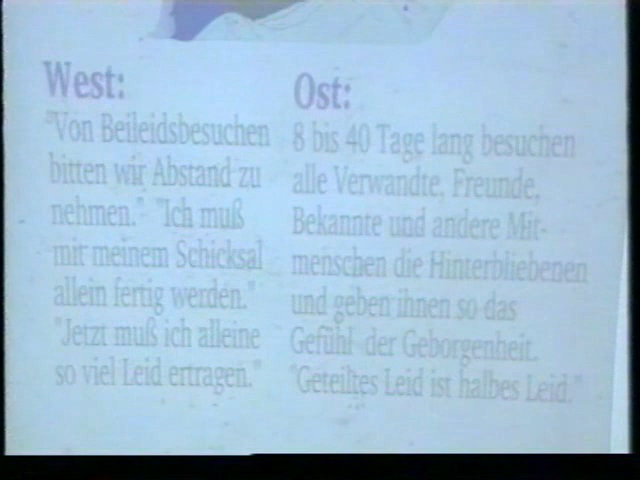 West:
"Von Beileidsbesuchen
bitten wir Abstand zu
nehmen." "Ich muß
mit meinem Schicksal
allein fertig werden."
"Jetzt muß ich alleine
so viel Leid ertragen."
Ost:
8 bis 40 Tage lang besuchen
alle Verwandte, Freunde,
Bekannte und andere Mit-
menschen die Hinterbliebenen
und geben ihnen so das
Gefühl der Geborgenheit.
"Geteiltes Leid ist halbes Leid."